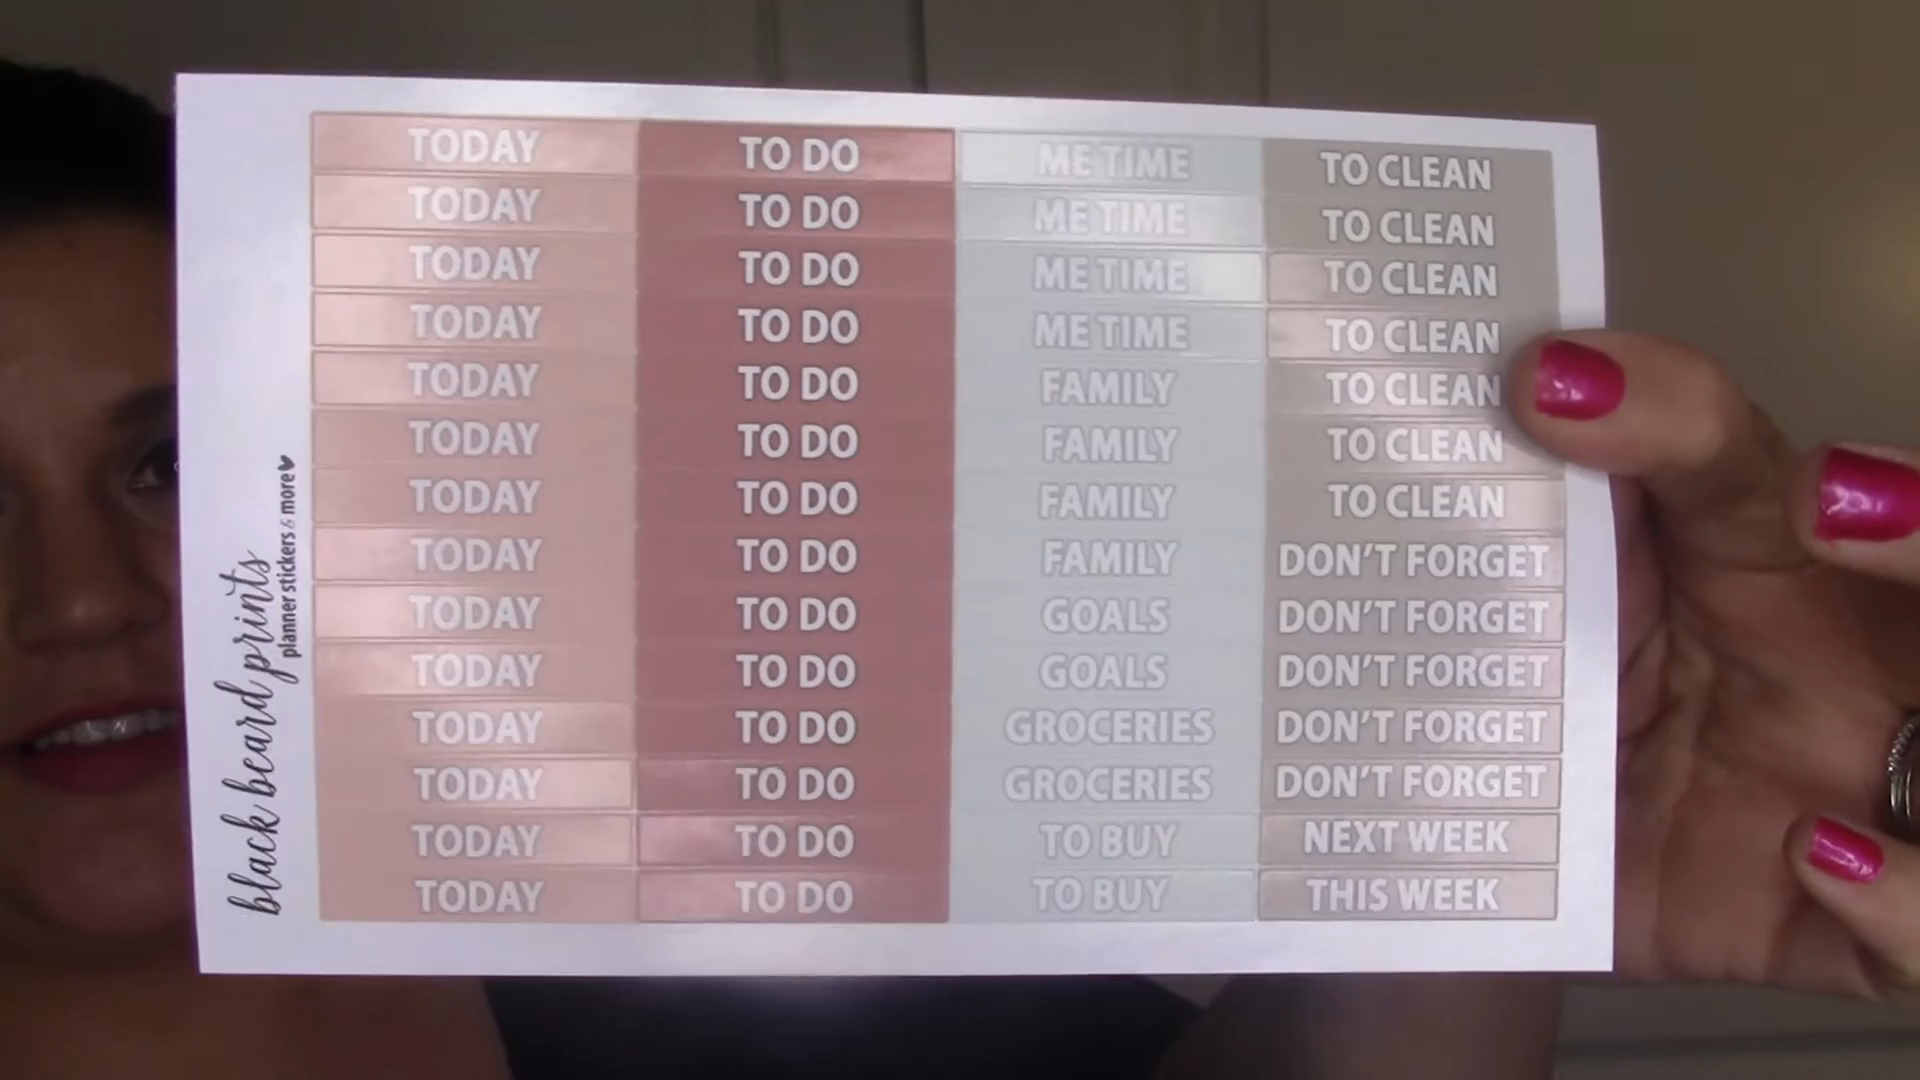 TODAY TO DO ME TIME TO CLEAN
TODAY TO DO ME TIME TO CLEAN
TODAY TO DO ME TIME TO CLEAN
TODAY TO DO ME TIME TO CLEAN
TODAY TO DO FAMILY TO CLEAN
TODAY TO DO FAMILY TO CLEAN
TODAY TO DO FAMILY TO CLEAN
TODAY TO DO FAMILY DON'T FORGET
TODAY TO DO GOALS DON'T FORGET
TODAY TO DO GOALS DON'T FORGET
TODAY TO DO GROCERIES DON'T FORGET
TODAY TO DO GROCERIES DON'T FORGET
TODAY TO DO TO BUY NEXT WEEK
TODAY TO DO TO BUY THIS WEEK
black beard prints
planner stickers & more